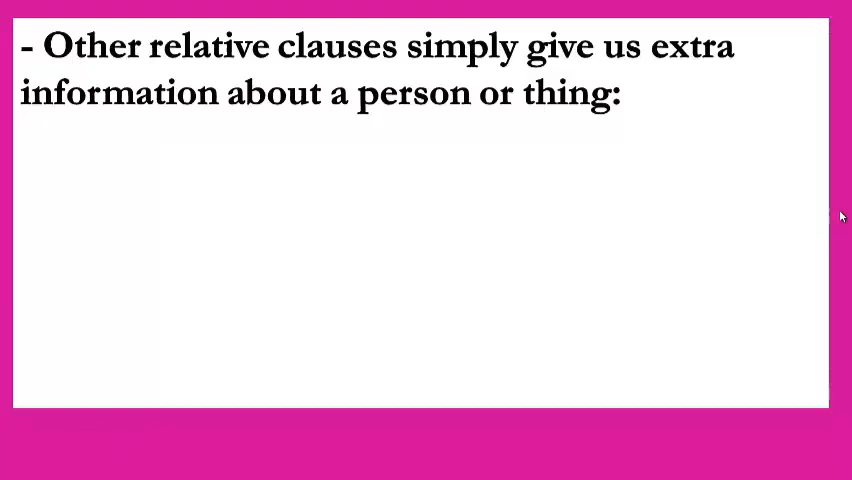 - Other relative clauses simply give us extra
information about a person or thing: